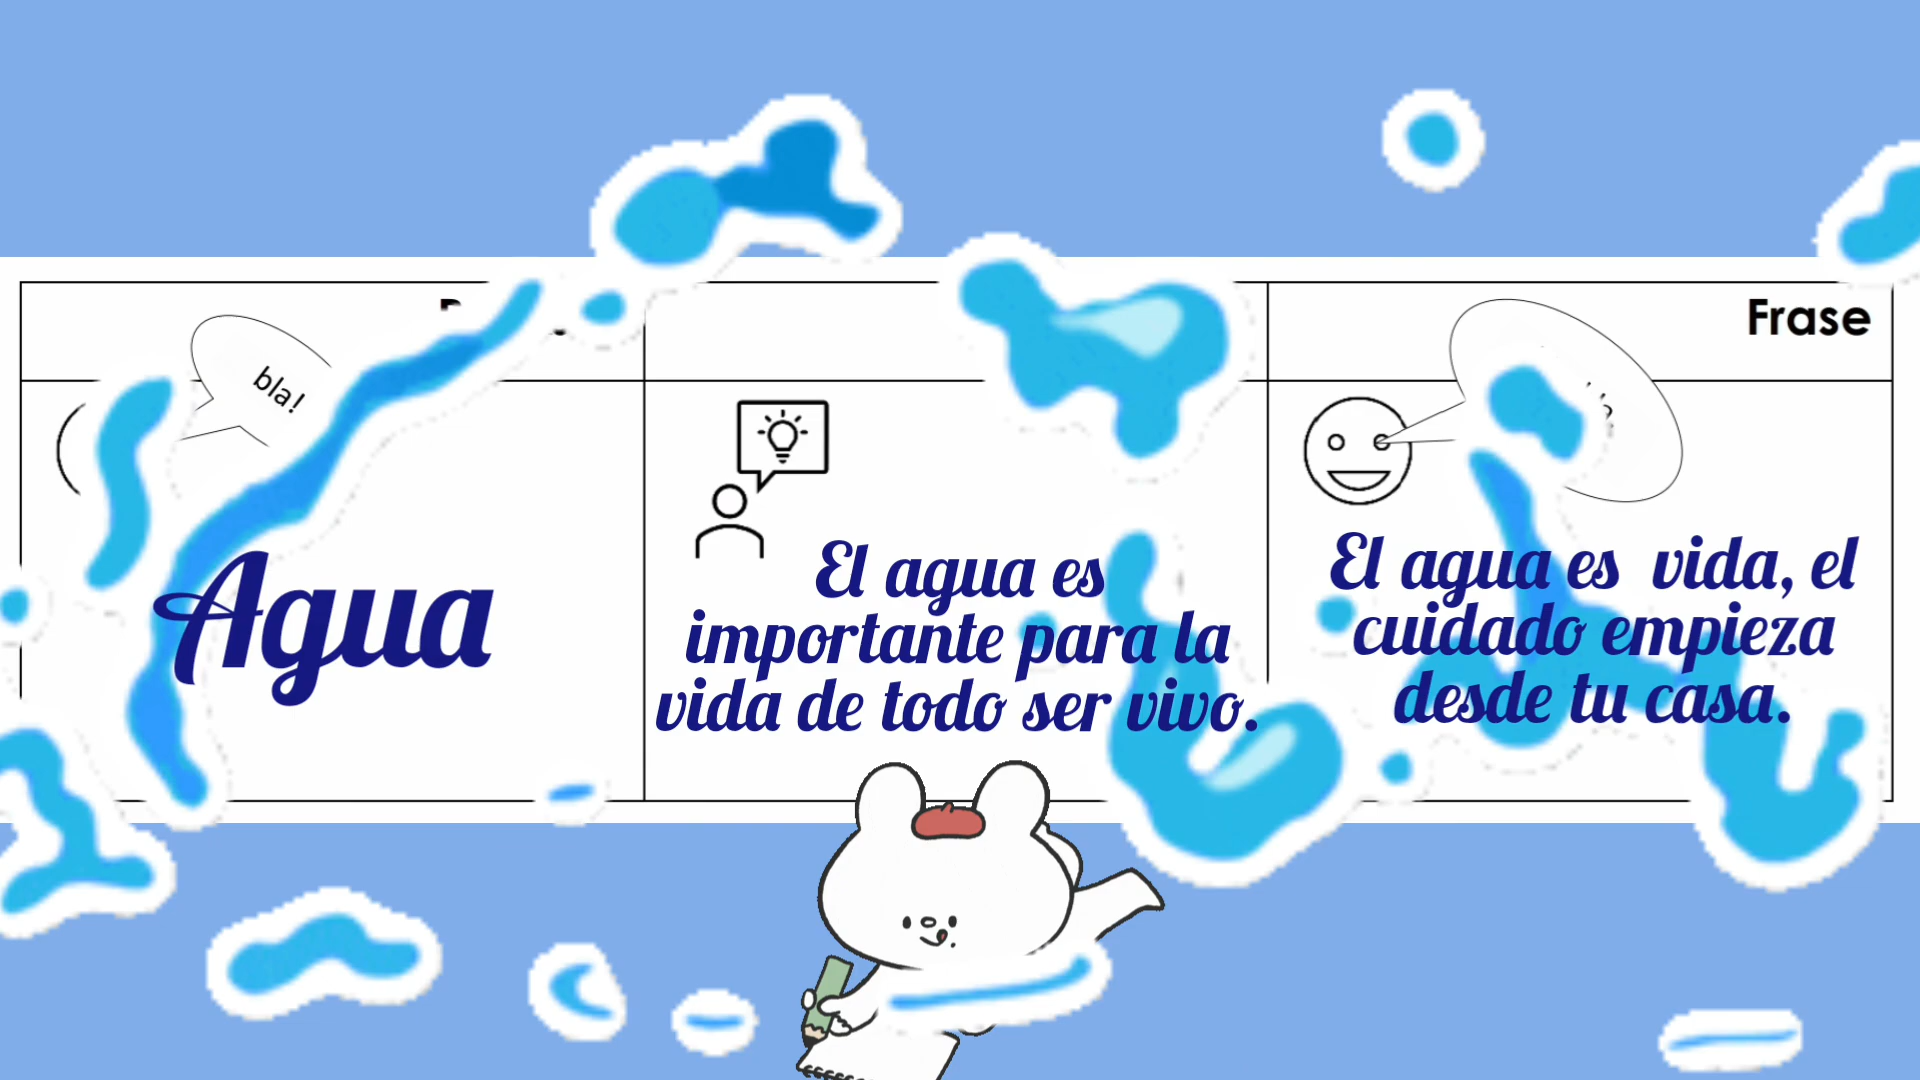 Frase
bla!
Agua
El agua es
importante para la
vida de todo ser vivo.
El agua es vida, el
cuidado empieza
desde tu casa.